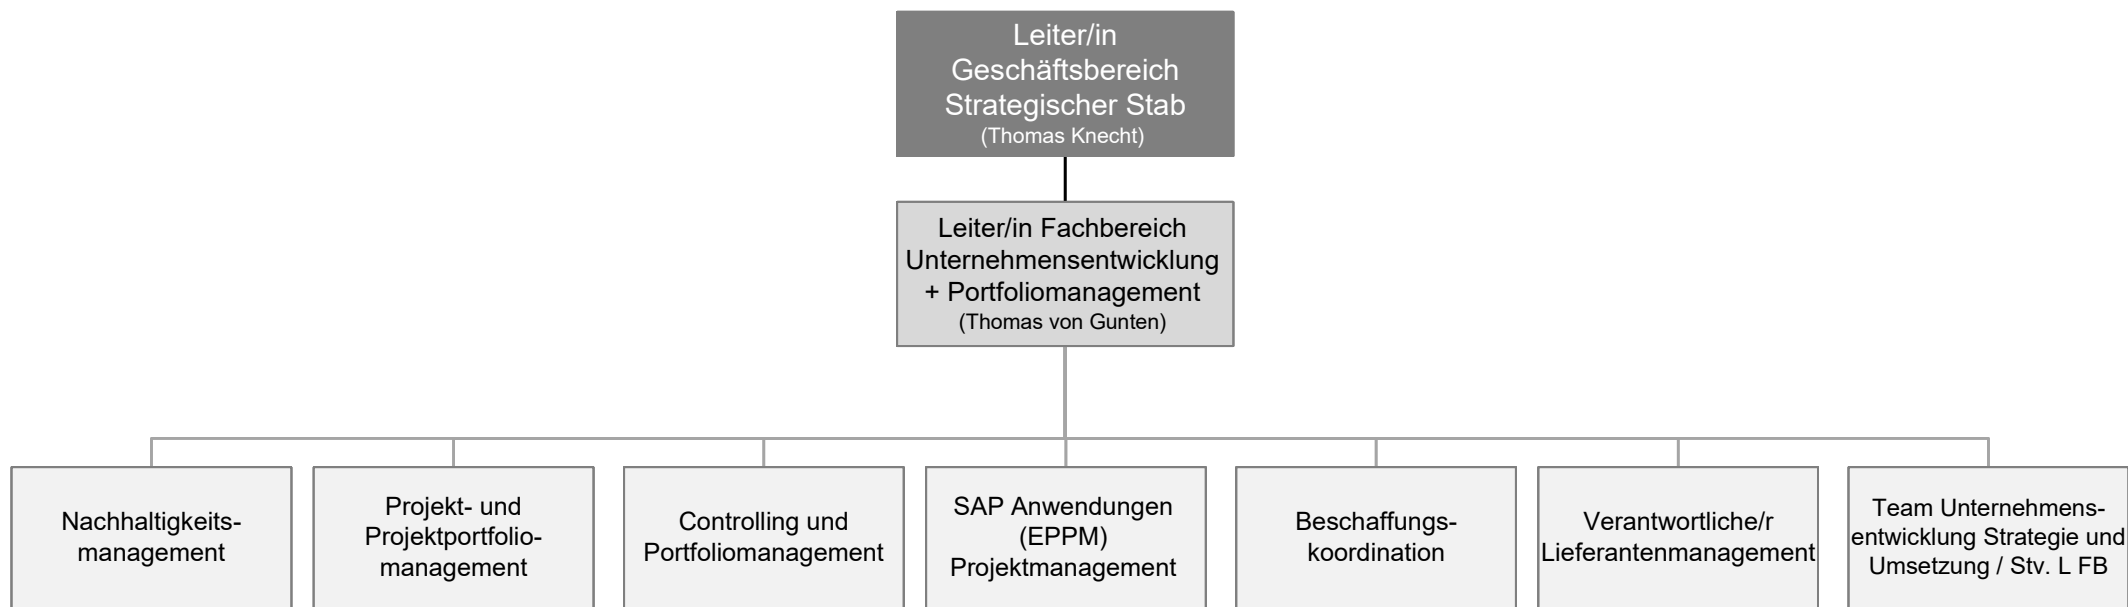 Leiter/in
Geschäftsbereich
Strategischer Stab
(Thomas Knecht)
Leiter/in Fachbereich
Unternehmensentwicklung
+ Portfoliomanagement
(Thomas von Gunten)
Nachhaltigkeits-
management
Projekt- und
Projektportfolio-
management
Controlling und
Portfoliomanagement
SAP Anwendungen
(EPPM)
Projektmanagement
Beschaffungs-
koordination
Verantwortliche/r
Lieferantenmanagement
Team Unternehmens-
entwicklung Strategie und
Umsetzung / Stv. L FB